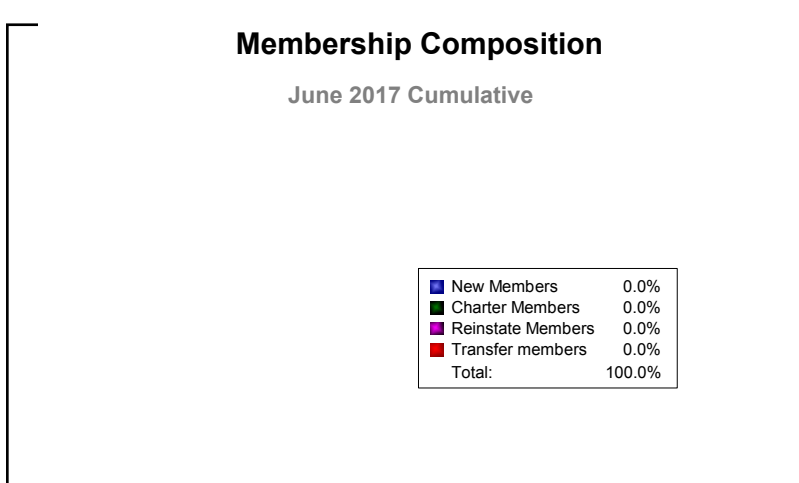 Membership Composition
June 2017 Cumulative
New Members 0.0%
Charter Members 0.0%
Reinstate Members 0.0%
Transfer members 0.0%
Total: 100.0%